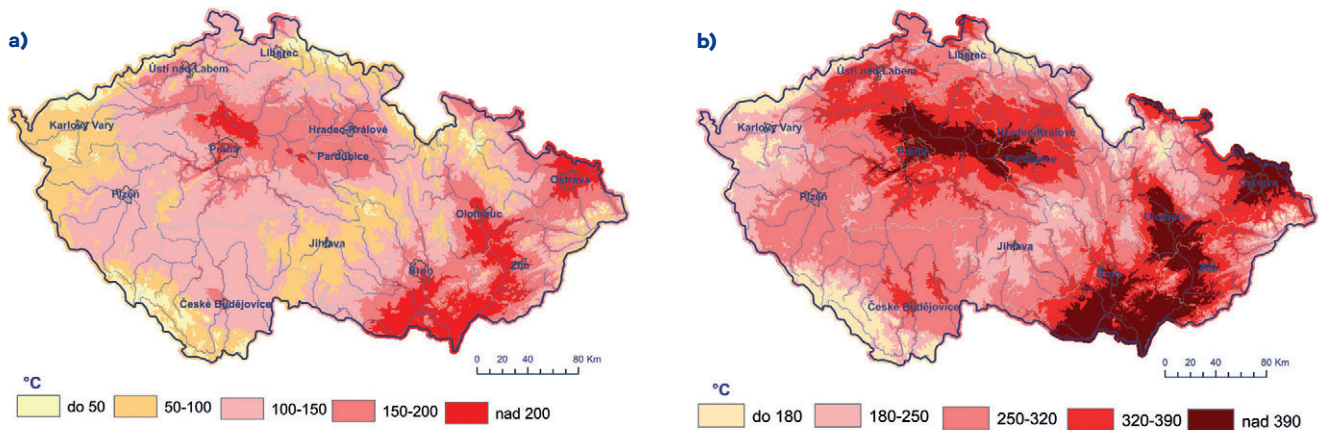 a)
Liberec
Ústí nad Labem
Karlovy Vary
Hradec-Králové
Praha
Pardubice
Ostrava
Plzeň
Olomouc
Jihlava
Zlín
Brno
České Budějovice
0 20 40 80 Km
°C
do 50 50-100 100-150 150-200 nad 200
b)
Liberec
Ústí nad Labem
Karlovy Vary
Hradec-Králové
Praha
Pardubice
Ostrava
Plzeň
Olomouc
Jihlava
Zlín
Brno
České Budějovice
0 20 40 80 Km
°C
do 180 180-250 250-320 320-390 nad 390